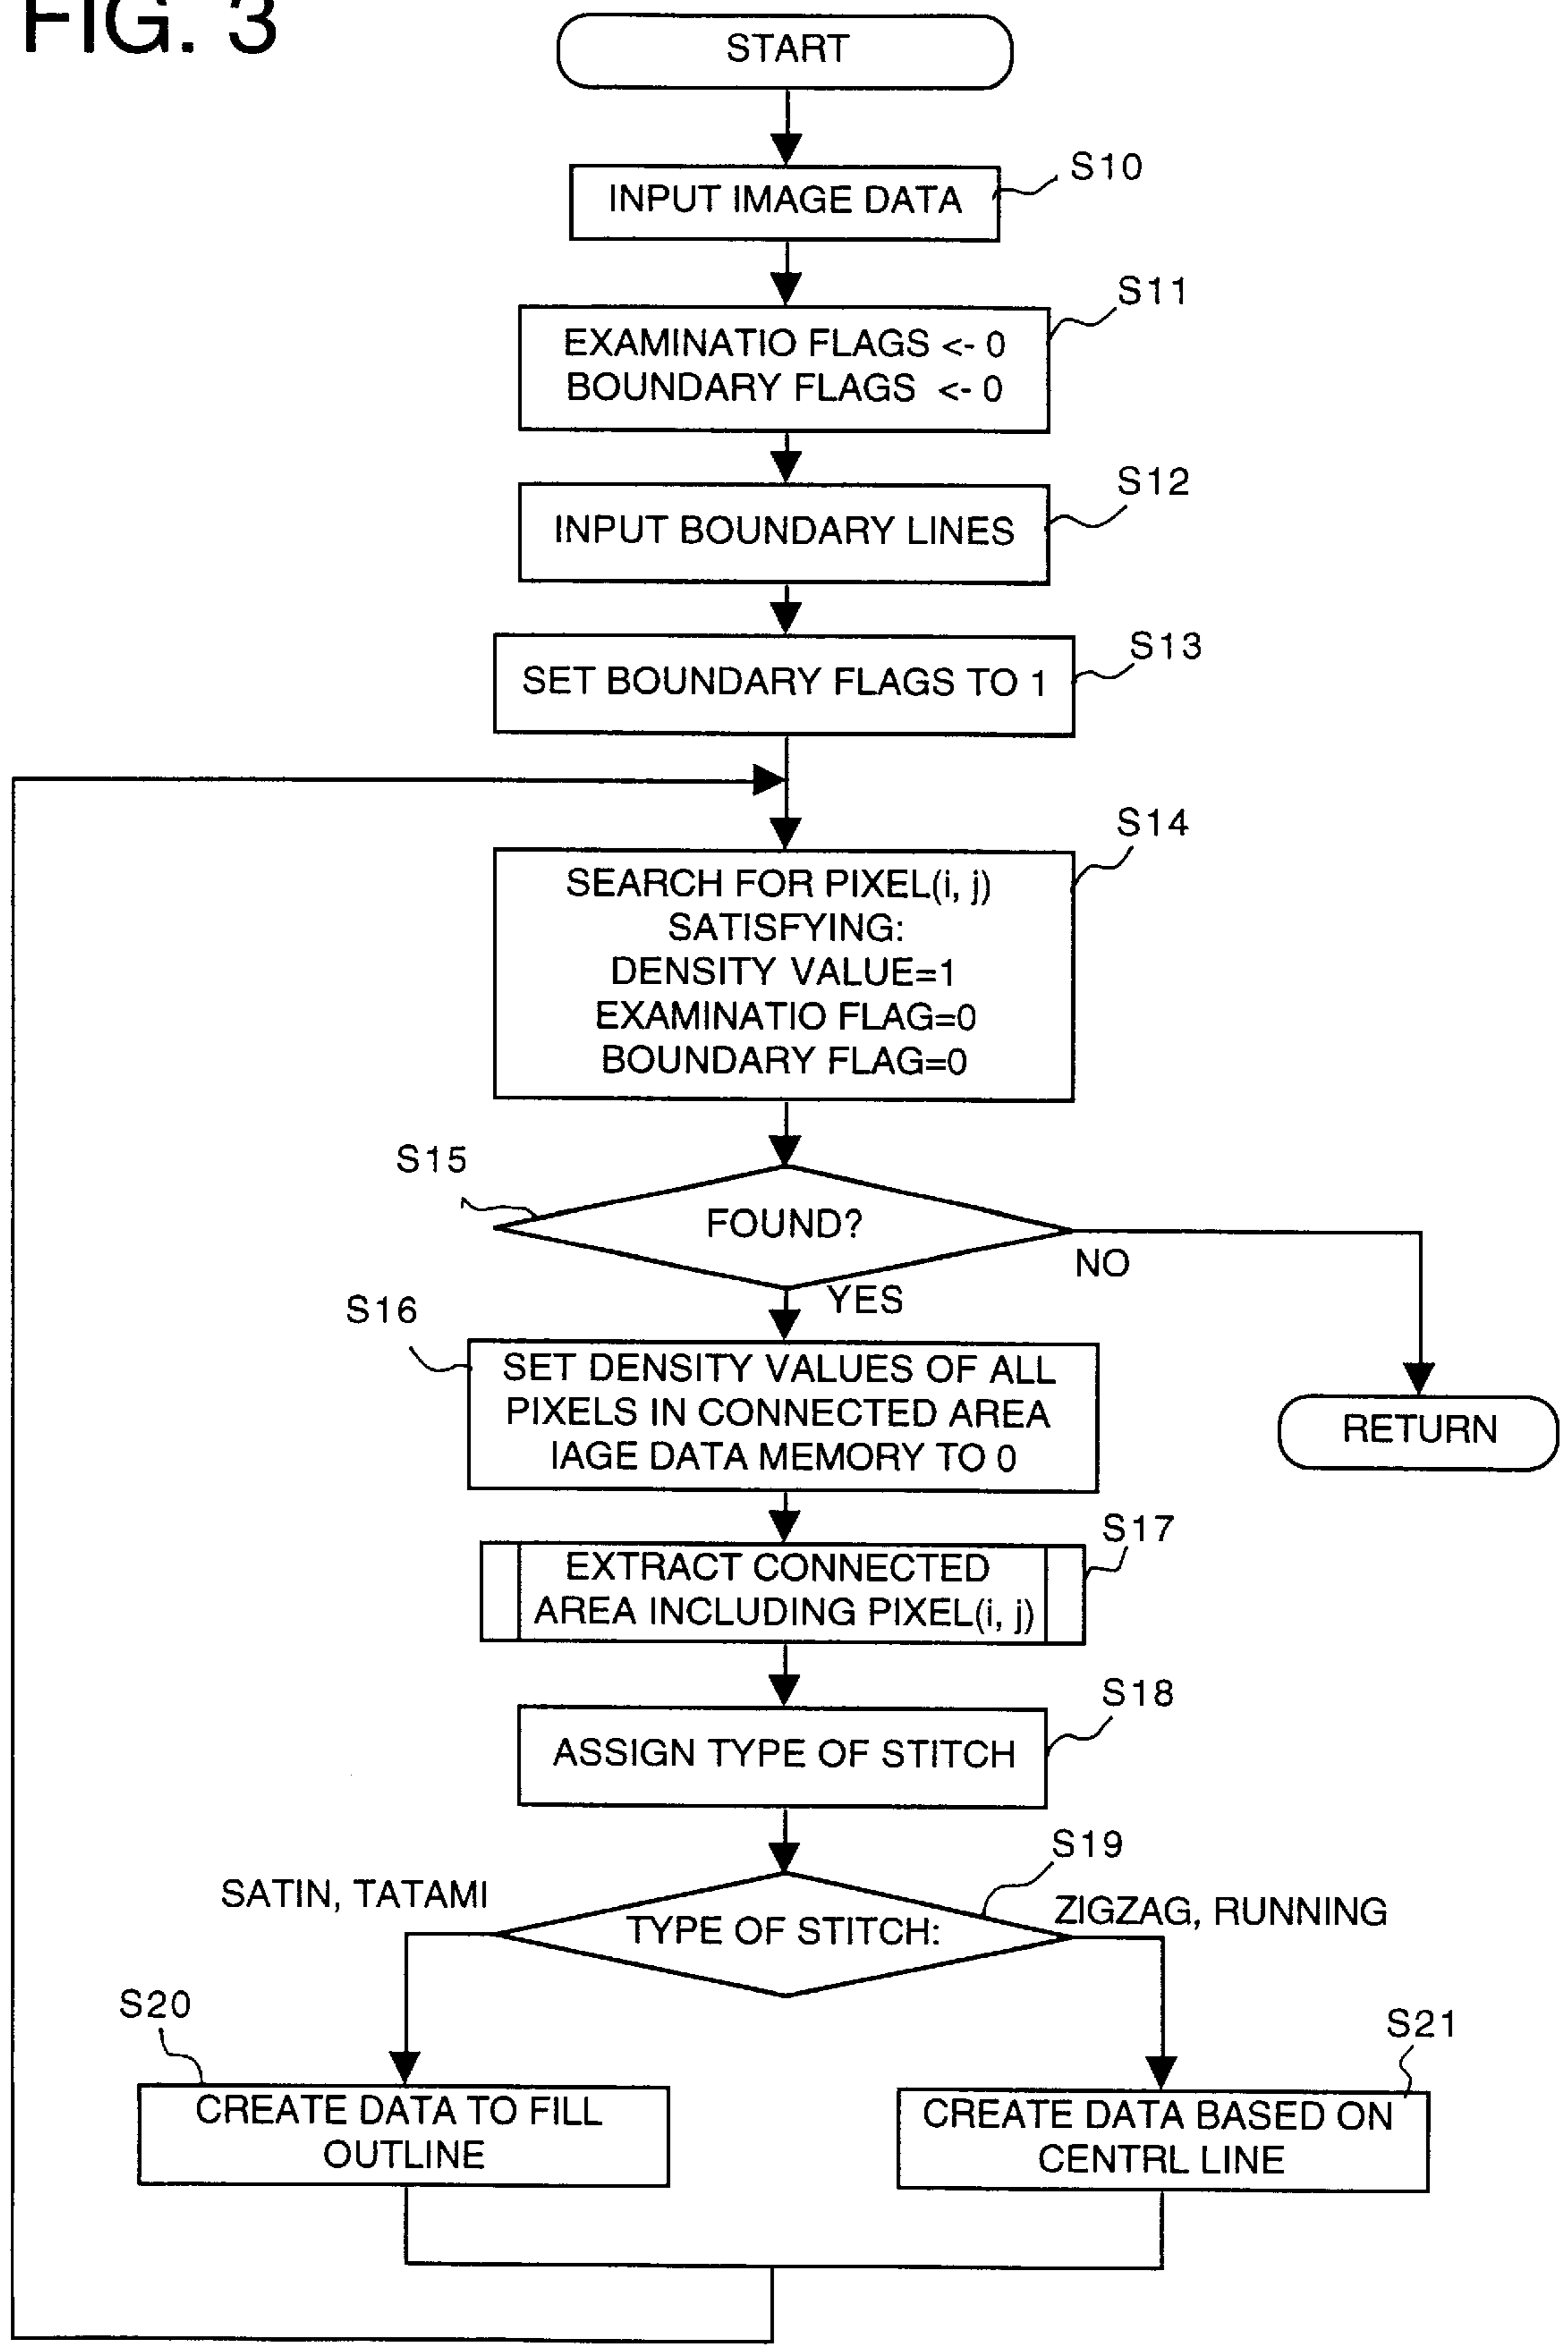 FIG. 3
START
S10
INPUT IMAGE DATA
S11
EXAMINATIO FLAGS <- 0
BOUNDARY FLAGS <- 0
S12
INPUT BOUNDARY LINES
S13
SET BOUNDARY FLAGS TO 1
S14
SEARCH FOR PIXEL(i, j)
SATISFYING:
DENSITY VALUE=1
EXAMINATIO FLAG=0
BOUNDARY FLAG=0
S15
FOUND?
NO
YES
S16
SET DENSITY VALUES OF ALL
PIXELS IN CONNECTED AREA
IAGE DATA MEMORY TO 0
RETURN
S17
EXTRACT CONNECTED
AREA INCLUDING PIXEL(i, j)
S18
ASSIGN TYPE OF STITCH
S19
SATIN, TATAMI
TYPE OF STITCH:
ZIGZAG, RUNNING
S20
CREATE DATA TO FILL
OUTLINE
S21
CREATE DATA BASED ON
CENTRL LINE